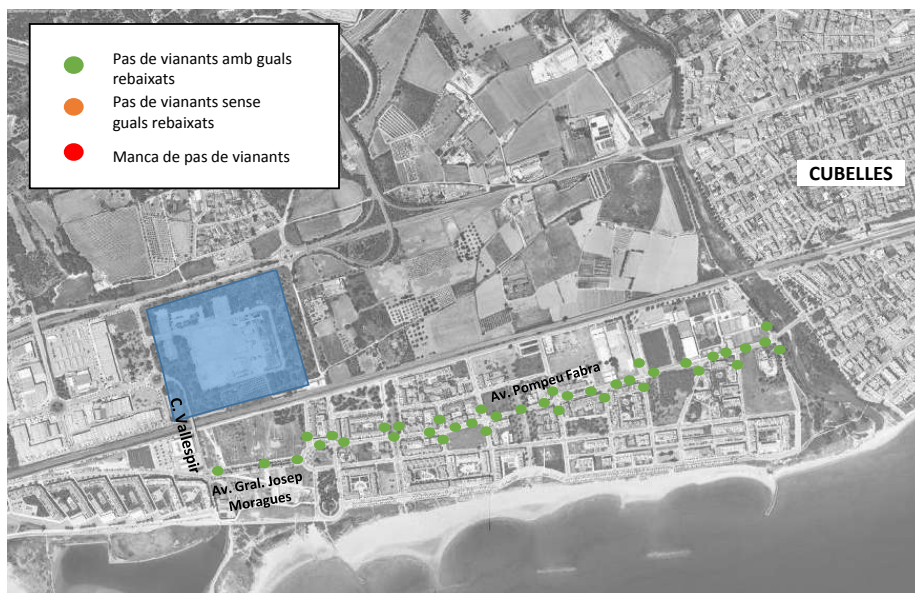 Pas de vianants amb guals
rebaixats
Pas de vianants sense
guals rebaixats
Manca de pas de vianants
CUBELLES
Av. Pompeu Fabra
C. Vallespir
Av. Gral. Josep
Moragues